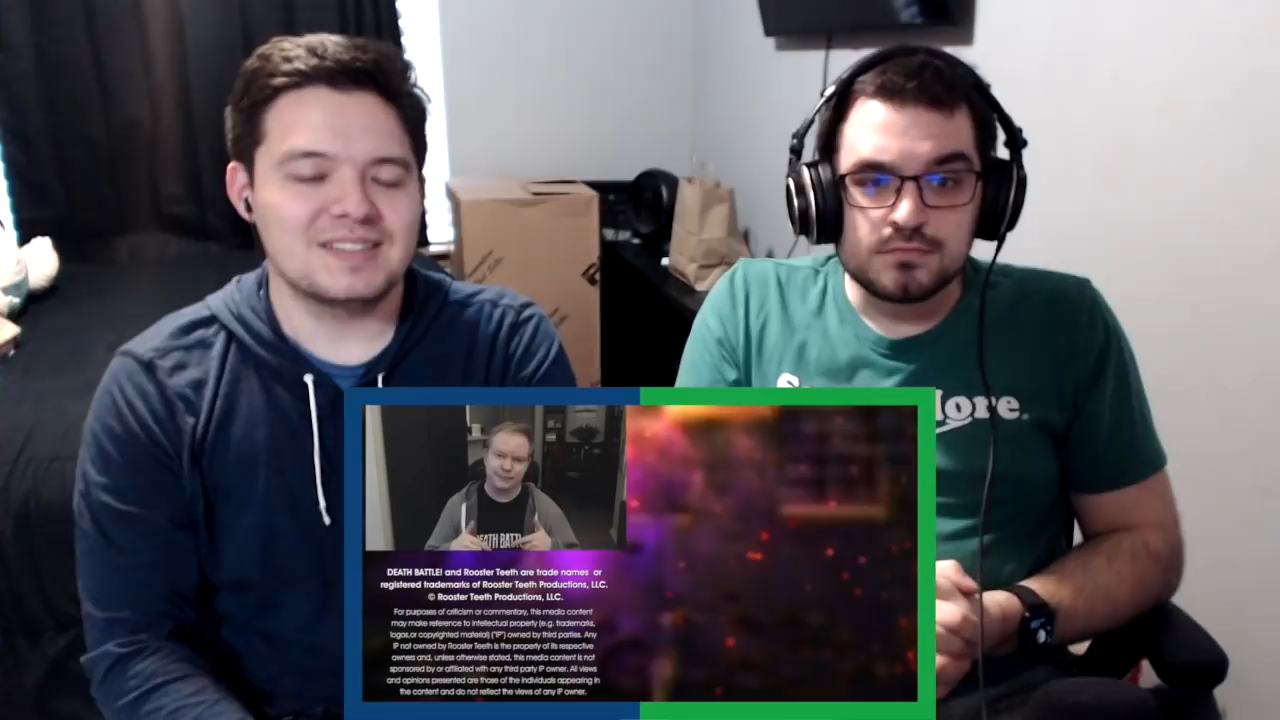 ore.
DEATH BATTL
DEATH BATTLE! and Rooster Teeth are trade names or
registered trademarks of Rooster Teeth Productions, LLC.
© Rooster Teeth Productions, LLC.
For purposes of criticism or commentary, this media content
may make reference to intellectual property (e.g. trademarks,
logos,or copyrighted material) ("IP") owned by third parties. Any
IP not owned by Rooster Teeth is the property of its respective
owners and, unless otherwise stated, this media content is not
sponsored by or affiliated with any third party IP owner. All views
and opinions presented are those of the individuals appearing in
the content and do not reflect the views of any IP owner.